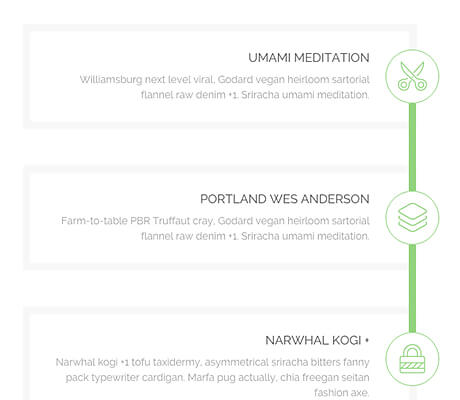 UMAMI MEDITATION
Williamsburg next level viral, Godard vegan heirloom sartorial
flannel raw denim +1. Sriracha umami meditation.
PORTLAND WES ANDERSON
Farm-to-table PBR Truffaut cray, Godard vegan heirloom sartorial
flannel raw denim +1. Sriracha umami meditation.
NARWHAL KOGI +
Narwhal kogi +1 tofu taxidermy, asymmetrical sriracha bitters fanny
pack typewriter cardigan. Marfa pug actually, chia freegan seitan
fashion axe.